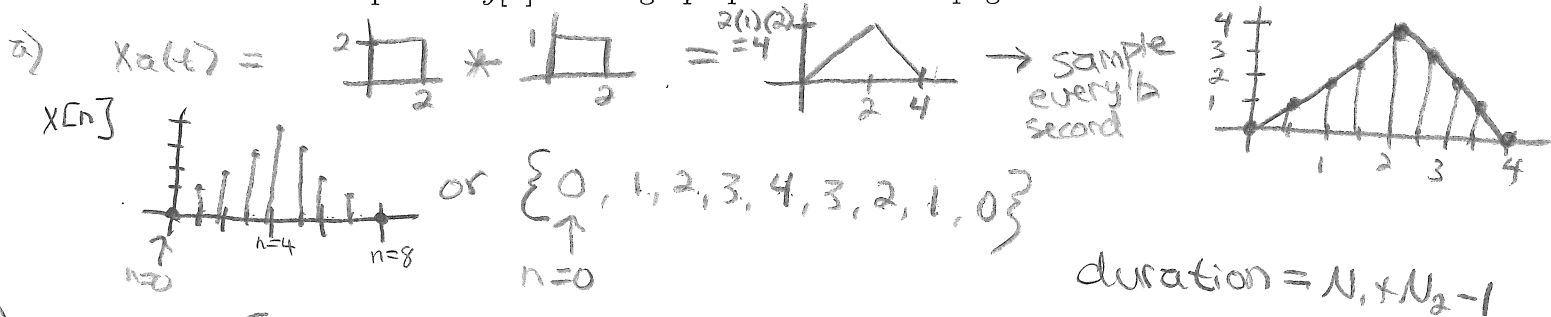 a) Xa(t) = 2 2 * 1 2 = 2(1)(2) =4 2 4 → sample every 1/2 second 4 3 2 1 1 2 3 4
X[n] n=0 n=4 n=8 or {0, 1, 2, 3, 4, 3, 2, 1, 0}
↑
n=0
duration = N1 + N2 - 1